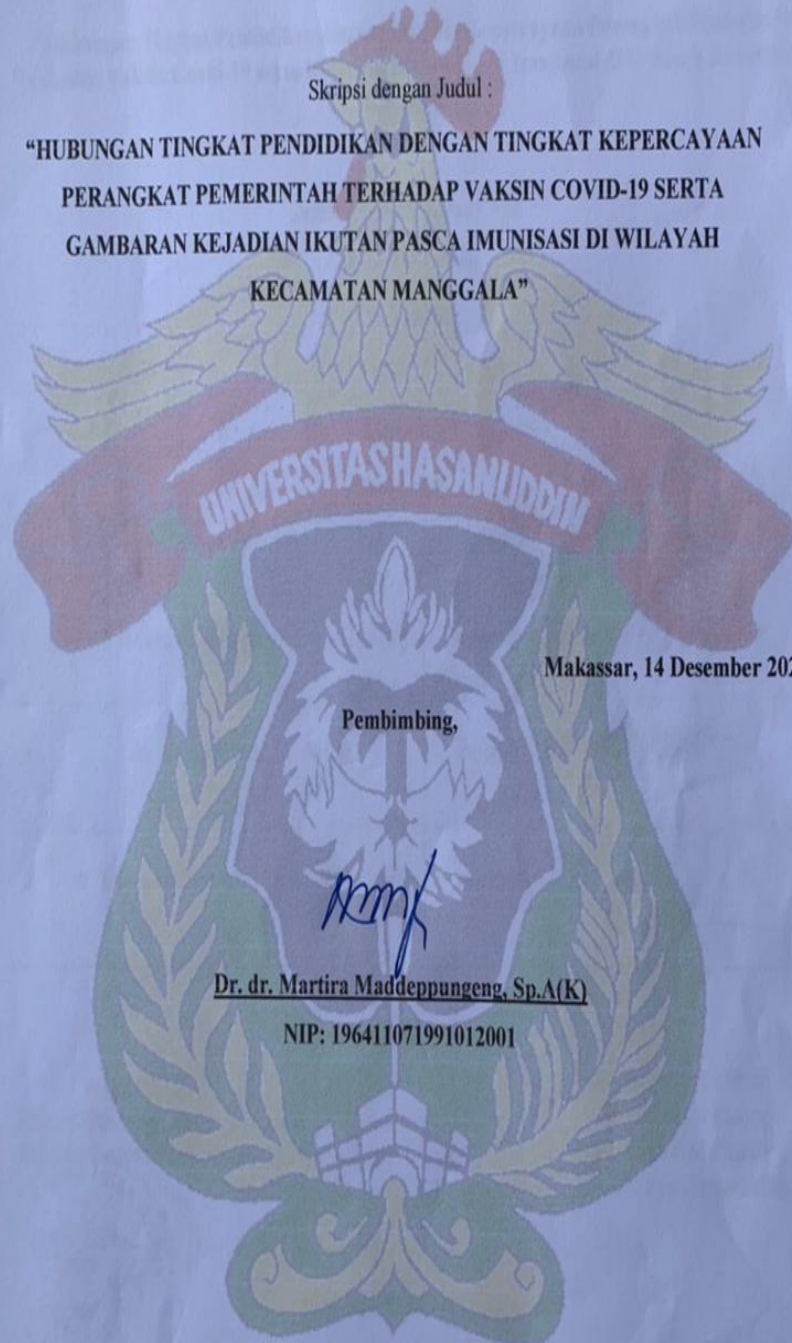 Skripsi dengan Judul :
“HUBUNGAN TINGKAT PENDIDIKAN DENGAN TINGKAT KEPERCAYAAN
PERANGKAT PEMERINTAH TERHADAP VAKSIN COVID-19 SERTA
GAMBARAN KEJADIAN IKUTAN PASCA IMUNISASI DI WILAYAH
KECAMATAN MANGGALA”
UNIVERSITAS HASANUDDIN
Makassar, 14 Desember 202
Pembimbing,
Dr. dr. Martira Maddeppungeng, Sp.A(K)
NIP: 196411071991012001